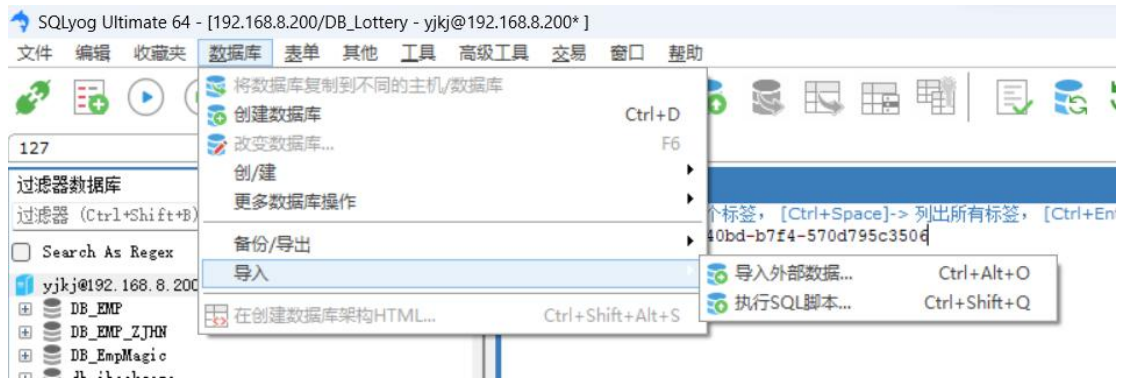 SQLyog Ultimate 64 - [192.168.8.200/DB_Lottery - yjkj@192.168.8.200* ]
文件 编辑 收藏夹 数据库 表单 其他 工具 高级工具 交易 窗口 帮助
将数据库复制到不同的主机/数据库
创建数据库 Ctrl+D
127
改变数据库... F6
过滤器数据库
创/建
更多数据库操作
过滤器 (Ctrl+Shift+B)
个标签, [Ctrl+Space]-> 列出所有标签, [Ctrl+En
40bd-b7f4-570d795c3506
Search As Regex
备份/导出
导入
导入外部数据... Ctrl+Alt+O
yjkj@192.168.8.200
执行SQL脚本... Ctrl+Shift+Q
DB_EMP
在创建数据库架构HTML... Ctrl+Shift+Alt+S
DB_EMP_ZJHN
DB_EmpMagic